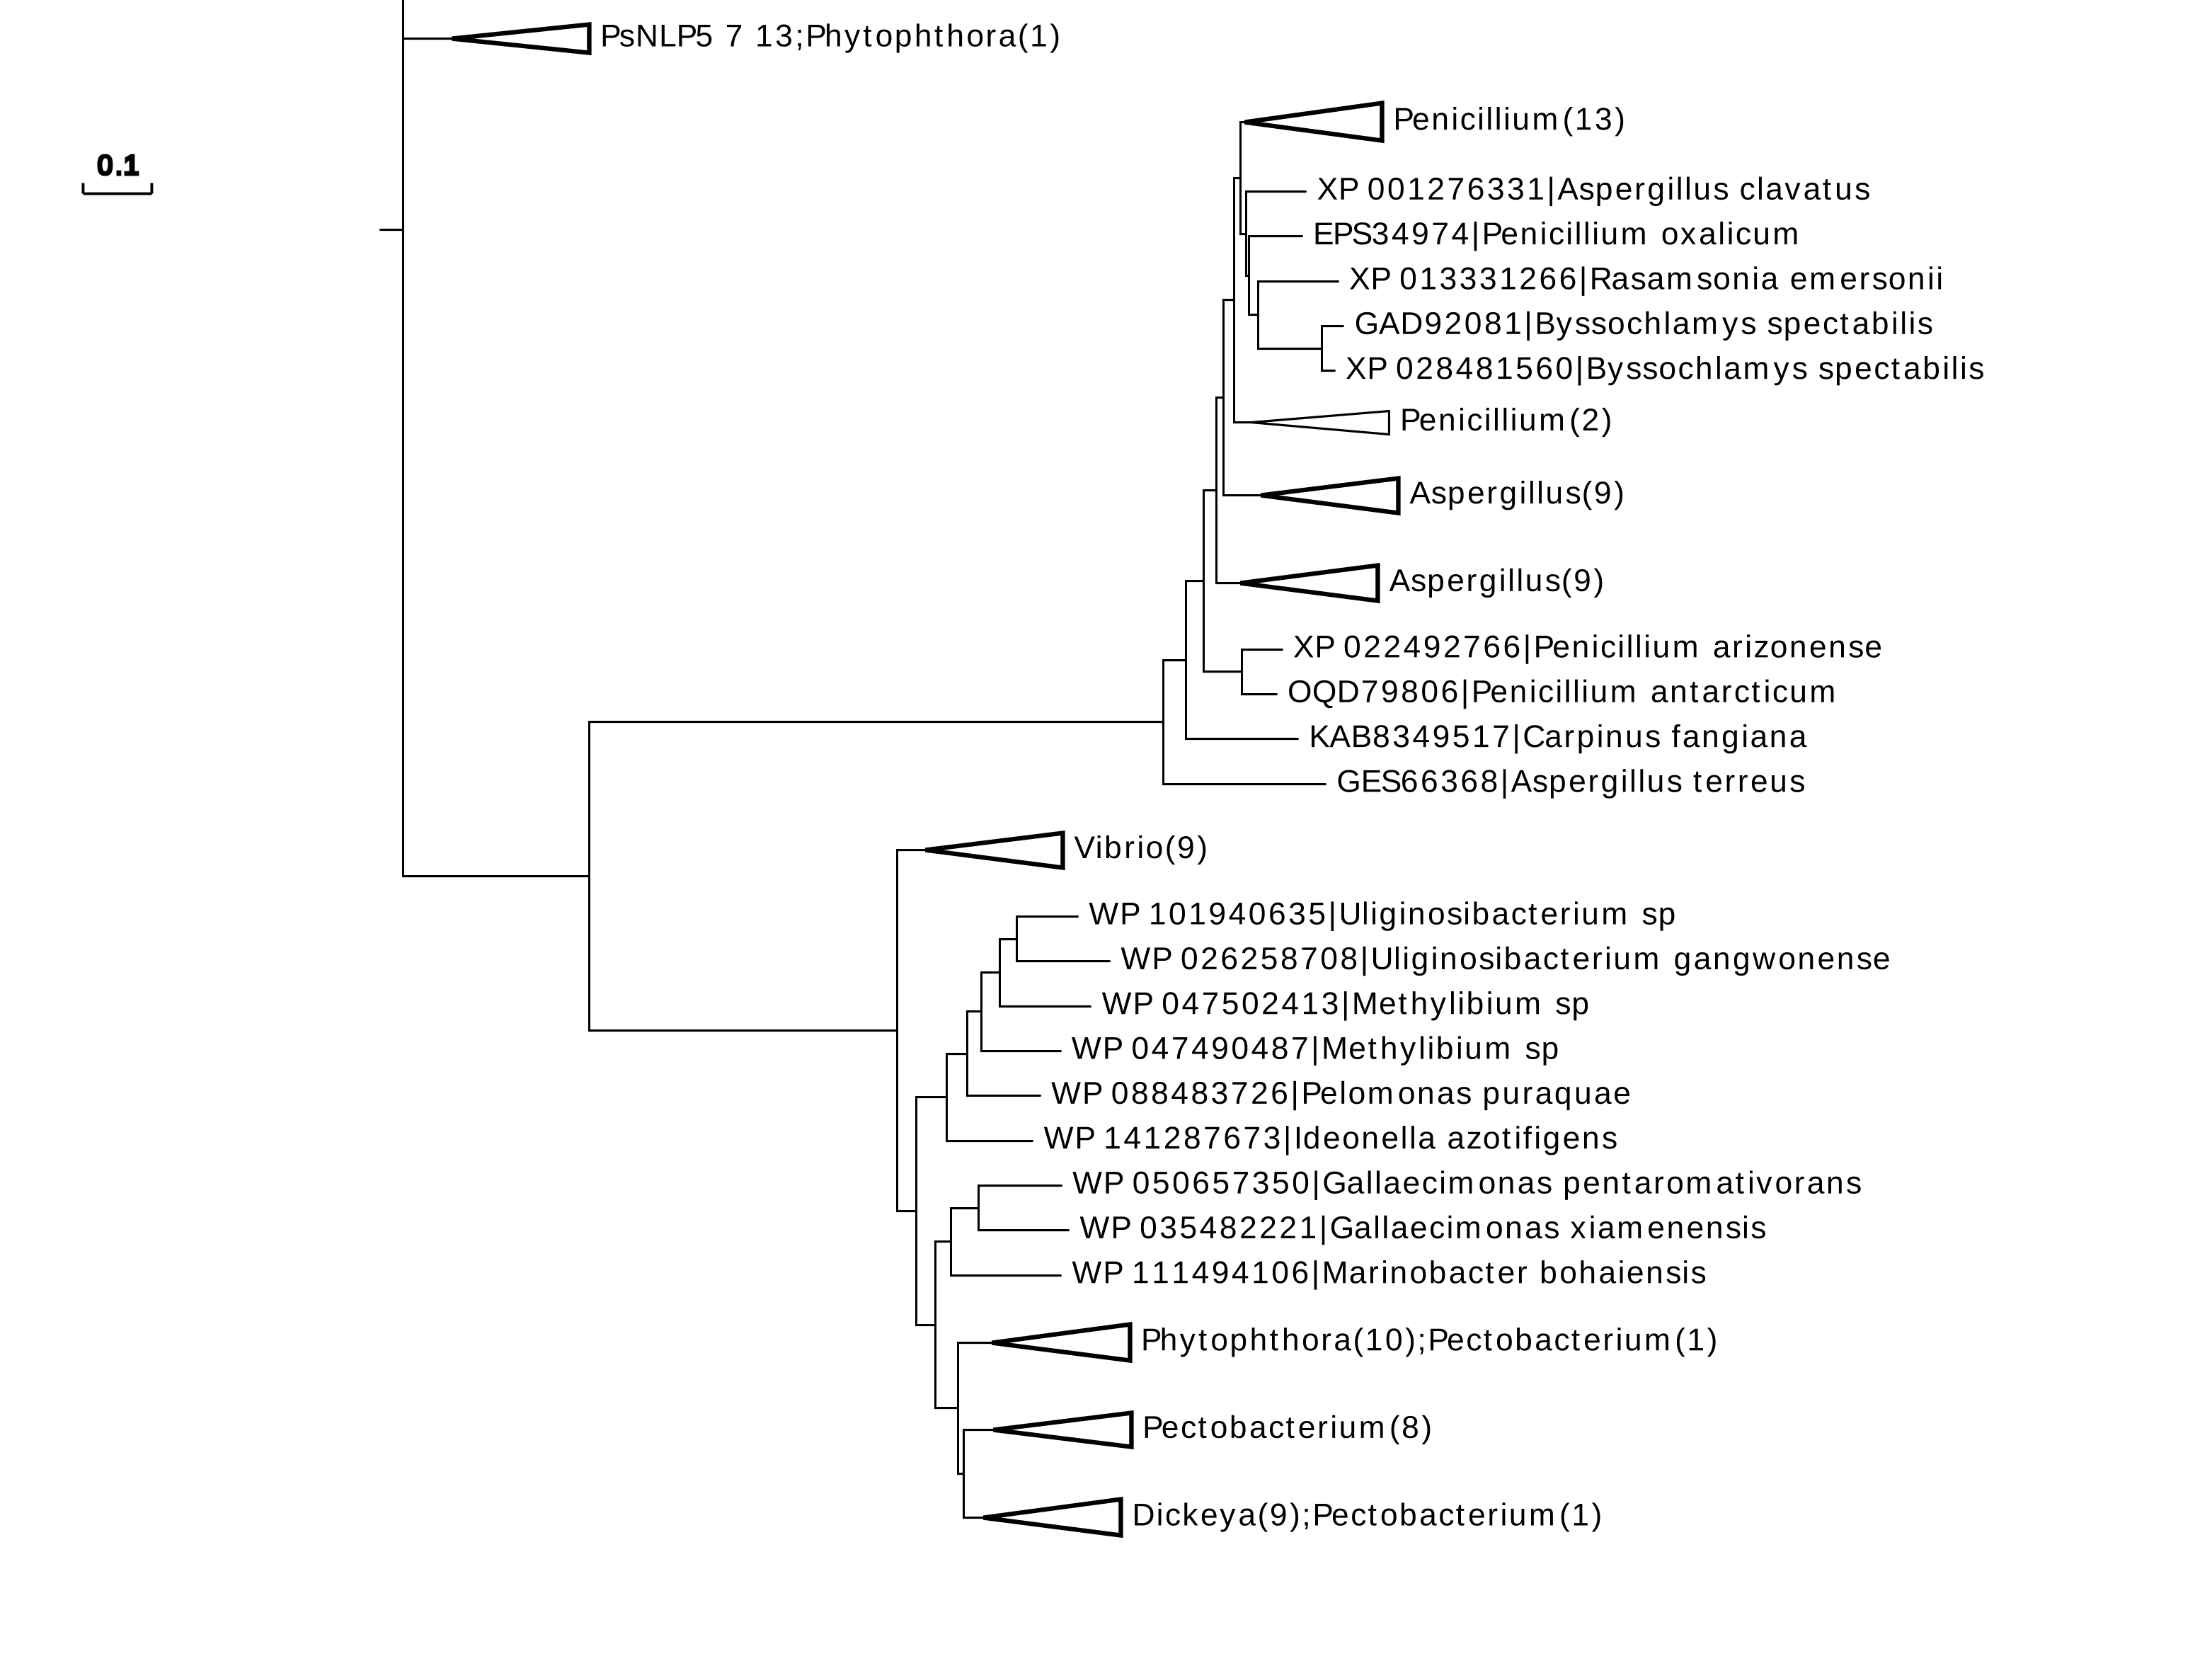 PsNLP5 7 13;Phytophthora(1)
Penicillium(13)
0.1
XP 001276331|Aspergillus clavatus
EPS34974|Penicillium oxalicum
XP 013331266|Rasamsonia emersonii
GAD92081|Byssochlamys spectabilis
XP 028481560|Byssochlamys spectabilis
Penicillium(2)
Aspergillus(9)
Aspergillus(9)
XP 022492766|Penicillium arizonense
OQD79806|Penicillium antarcticum
KAB8349517|Carpinus fangiana
GES66368|Aspergillus terreus
Vibrio(9)
WP 101940635|Uliginosibacterium sp
WP 026258708|Uliginosibacterium gangwonense
WP 047502413|Methylibium sp
WP 047490487|Methylibium sp
WP 088483726|Pelomonas puraquae
WP 141287673|Ideonella azotifigens
WP 050657350|Gallaecimonas pentaromativorans
WP 035482221|Gallaecimonas xiamenensis
WP 111494106|Marinobacter bohaiensis
Phytophthora(10);Pectobacterium(1)
Pectobacterium(8)
Dickeya(9);Pectobacterium(1)